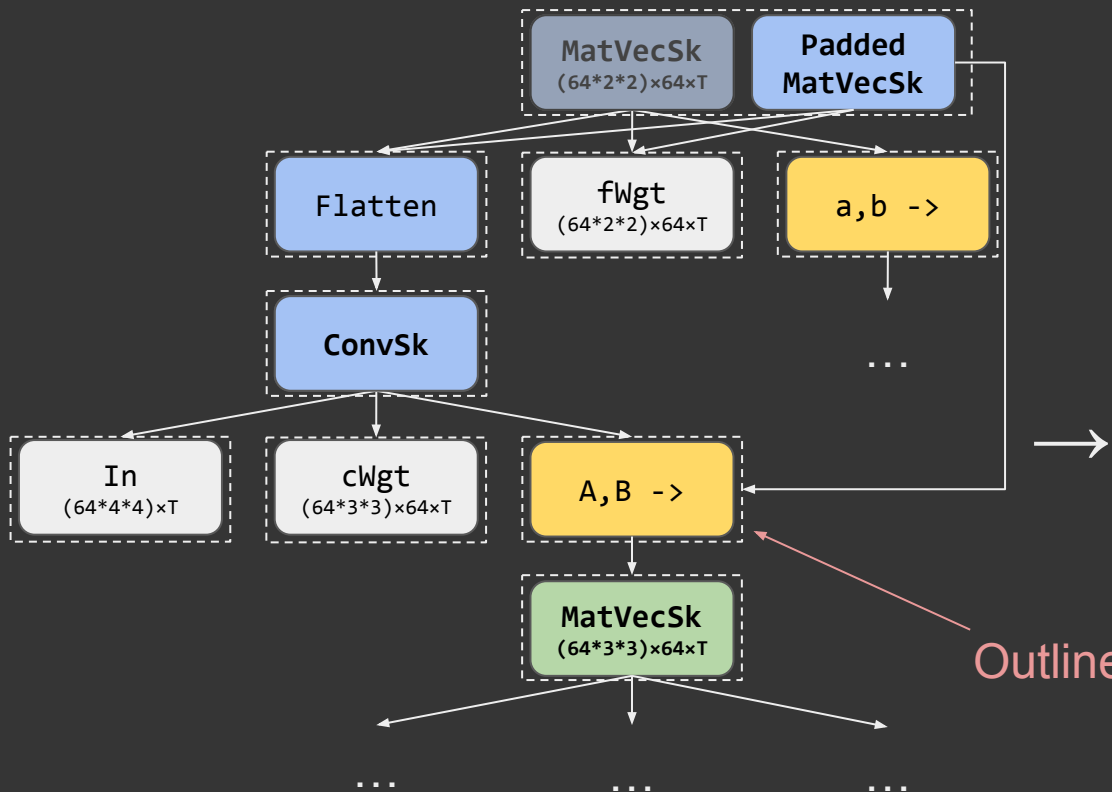 MatVecSk
(64*2*2)×64×T
Padded
MatVecSk
Flatten
fWgt
(64*2*2)×64×T
a,b ->
ConvSk
...
In
(64*4*4)×T
cWgt
(64*3*3)×64×T
A,B ->
MatVecSk
(64*3*3)×64×T
Outline
...
...
...